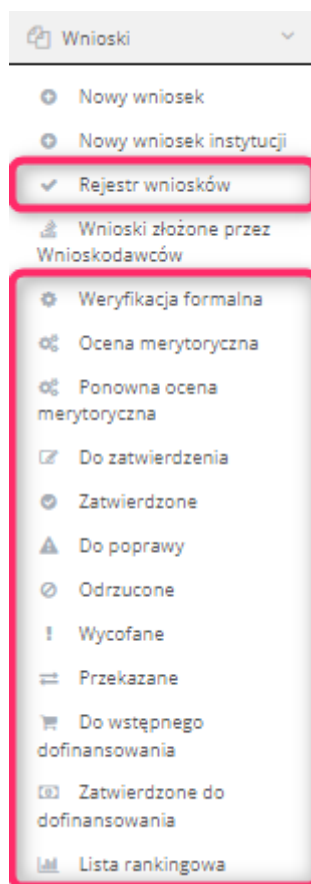 Wnioski
Nowy wniosek
Nowy wniosek instytucji
Rejestr wniosków
Wnioski złożone przez
Wnioskodawców
Weryfikacja formalna
Ocena merytoryczna
Ponowna ocena
merytoryczna
Do zatwierdzenia
Zatwierdzone
Do poprawy
Odrzucone
Wycofane
Przekazane
Do wstępnego
dofinansowania
Zatwierdzone do
dofinansowania
Lista rankingowa